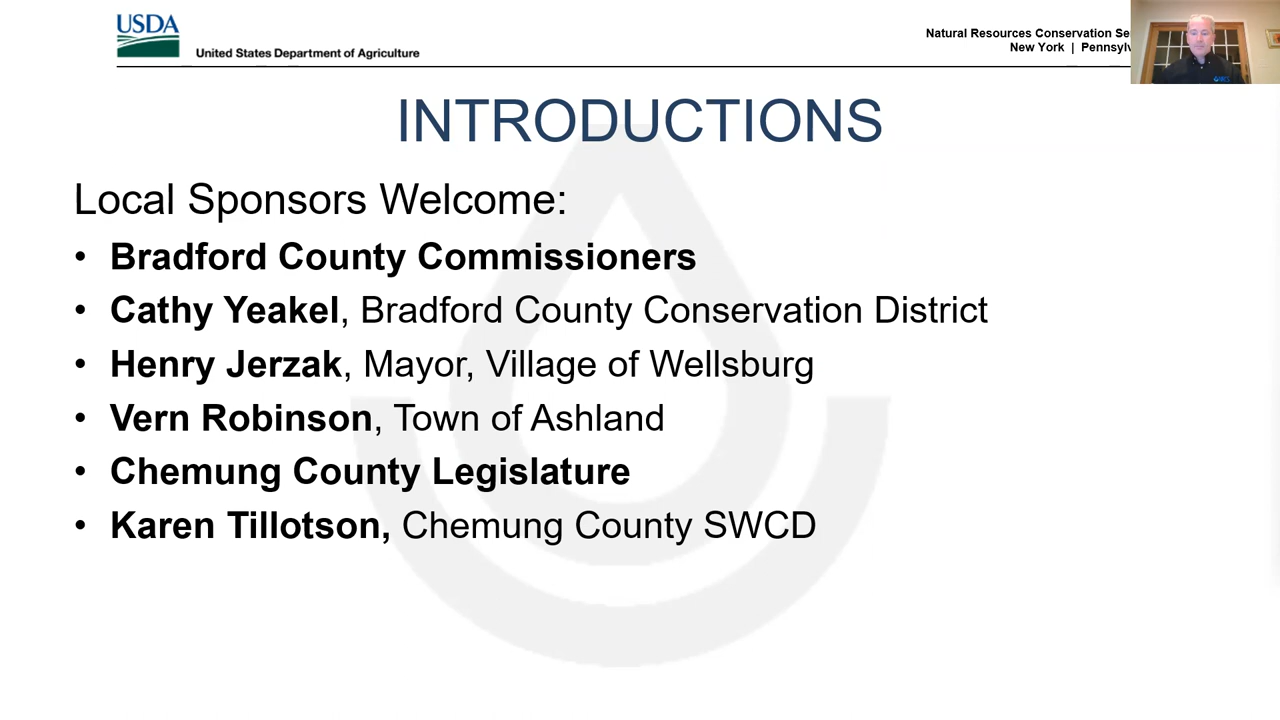 USDA
United States Department of Agriculture
Natural Resources Conservation
New York | 
INTRODUCTIONS
Local Sponsors Welcome:
• Bradford County Commissioners
• Cathy Yeakel, Bradford County Conservation District
• Henry Jerzak, Mayor, Village of Wellsburg
• Vern Robinson, Town of Ashland
• Chemung County Legislature
• Karen Tillotson, Chemung County SWCD